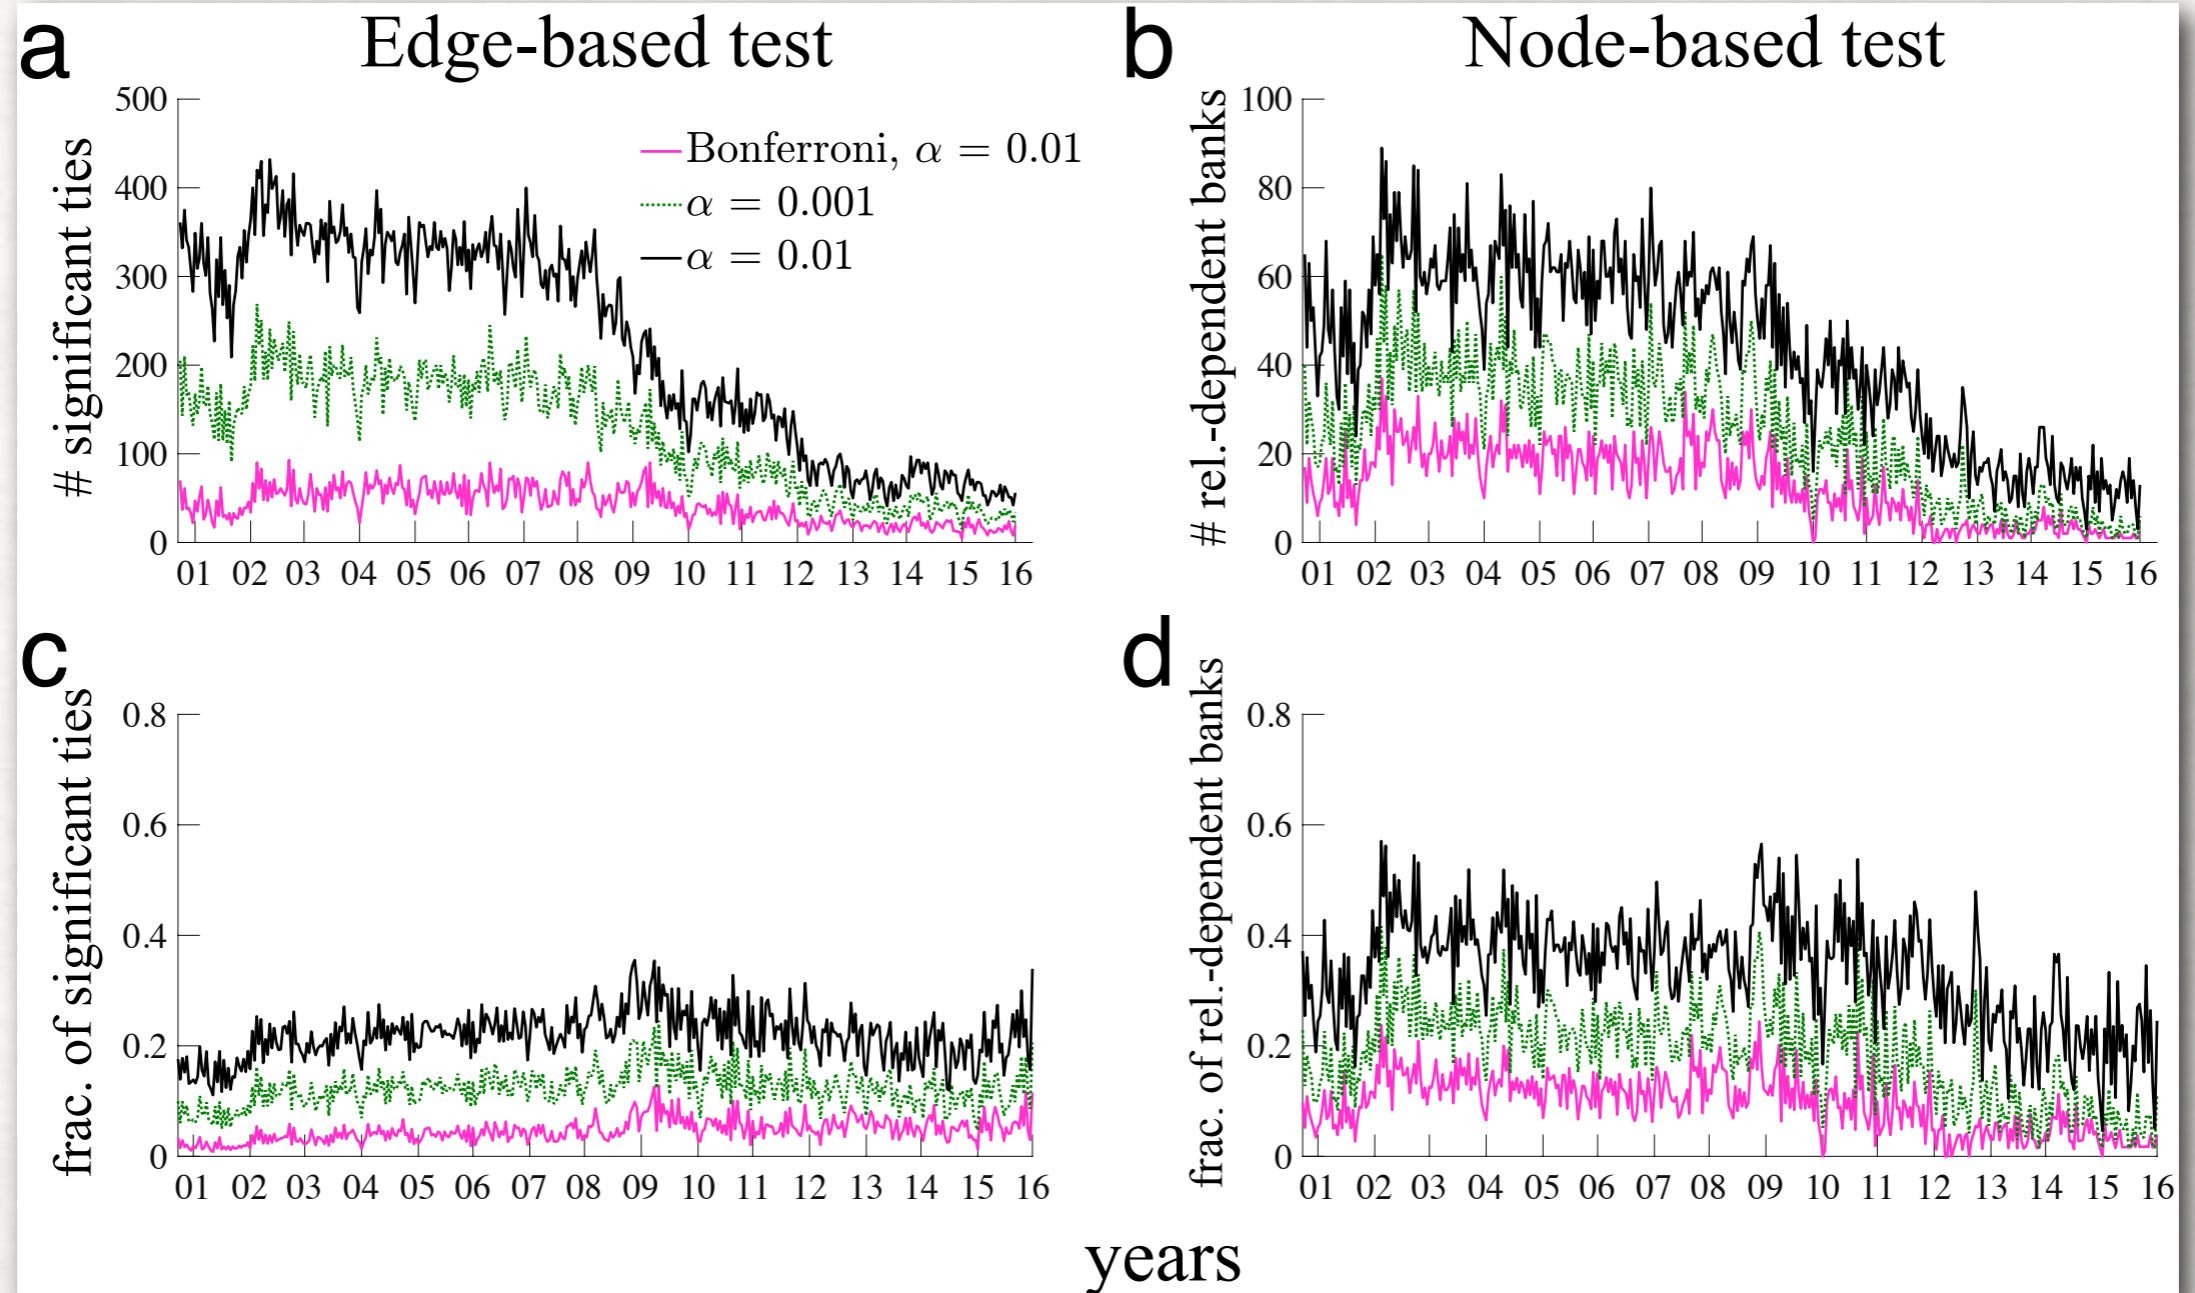 a
Edge-based test
# significant ties
500
400
300
200
100
0
Bonferroni, α = 0.01
α = 0.001
α = 0.01
01 02 03 04 05 06 07 08 09 10 11 12 13 14 15 16
b
Node-based test
# rel.-dependent banks
100
80
60
40
20
0
01 02 03 04 05 06 07 08 09 10 11 12 13 14 15 16
c
frac. of significant ties
0.8
0.6
0.4
0.2
0
01 02 03 04 05 06 07 08 09 10 11 12 13 14 15 16
d
frac. of rel.-dependent banks
0.8
0.6
0.4
0.2
0
01 02 03 04 05 06 07 08 09 10 11 12 13 14 15 16
years